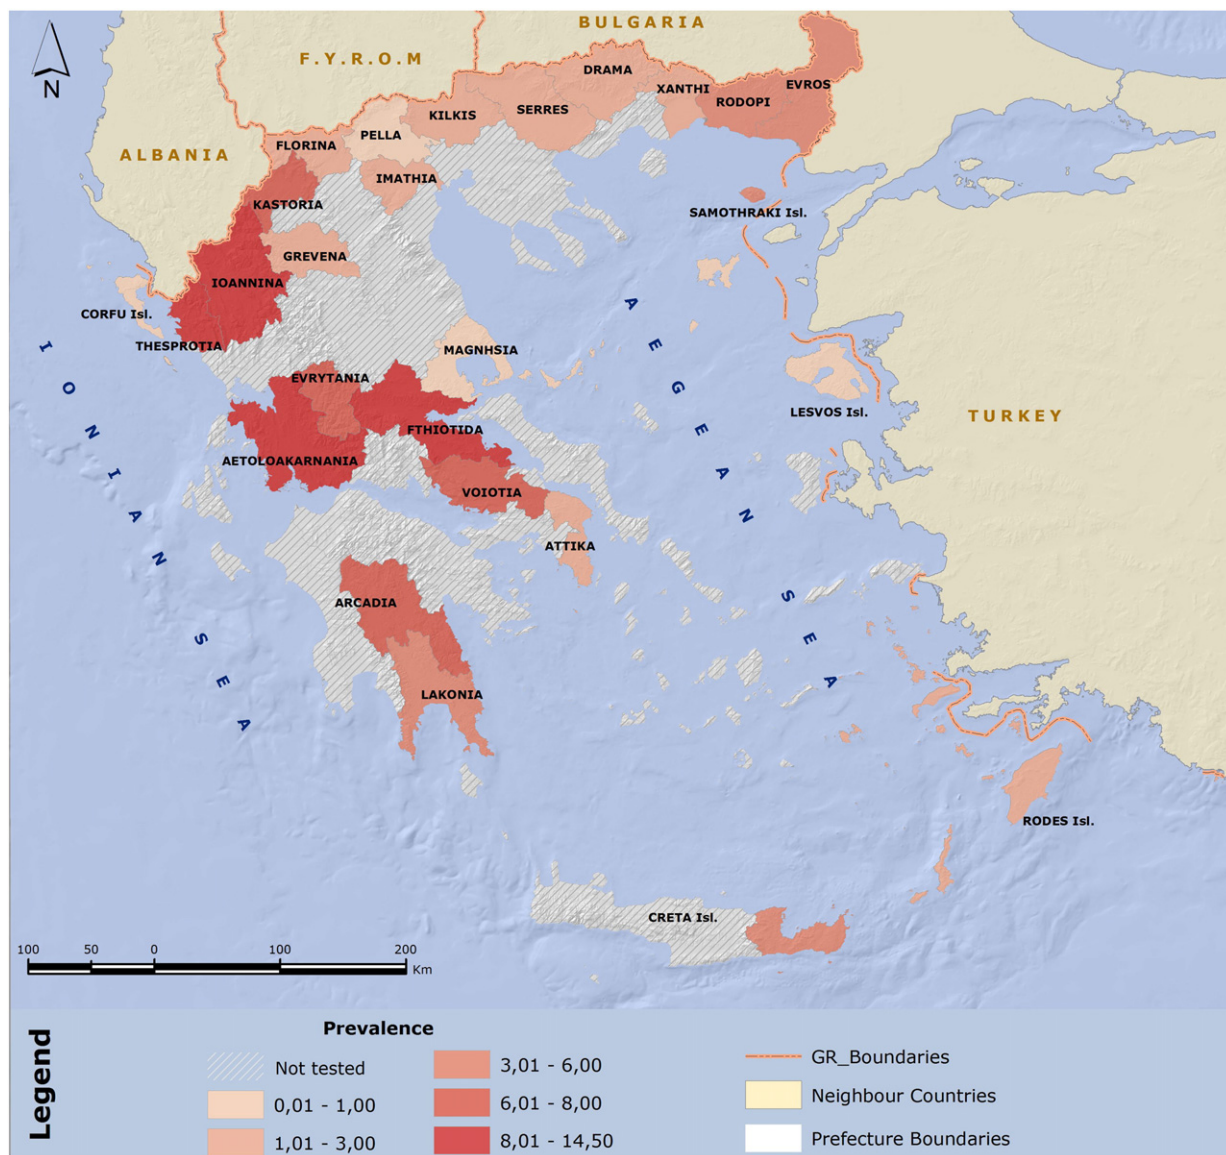 BULGARIA
F.Y.R.O.M
N
DRAMA
XANTHI
EVROS
RODOPI
SERRES
KILKIS
PELLA
FLORINA
ALBANIA
IMATHIA
KASTORIA
SAMOTHRAKI Isl.
GREVENA
IOANNINA
CORFU Isl.
THESPROTIA
MAGNHSIA
EVRYTANIA
LESVOS Isl.
TURKEY
FTHIOTIDA
AETOLOAKARNANIA
VOIOTIA
ATTIKA
IONIAN SEA
AEGEAN SEA
ARCADIA
LAKONIA
RODES Isl.
CRETA Isl.
100 50 0 100 200
Km
Legend
Prevalence
Not tested
0,01 - 1,00
1,01 - 3,00
3,01 - 6,00
6,01 - 8,00
8,01 - 14,50
GR_Boundaries
Neighbour Countries
Prefecture Boundaries